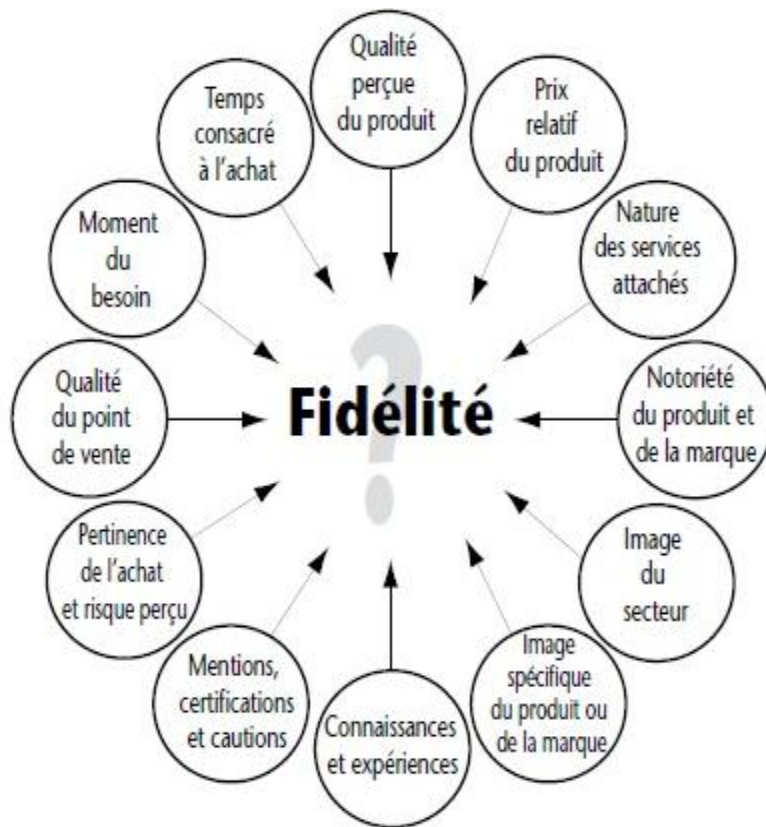 Qualité
perçue
du produit
Prix
relatif
du produit
Nature
des services
attachés
Notoriété
du produit et
de la marque
Image
du
secteur
Image
spécifique
du produit ou
de la marque
Connaissances
et expériences
Mentions,
certifications
et cautions
Pertinence
de l'achat
et risque perçu
Qualité
du point
de vente
Moment
du
besoin
Temps
consacré
à l'achat
?
Fidélité